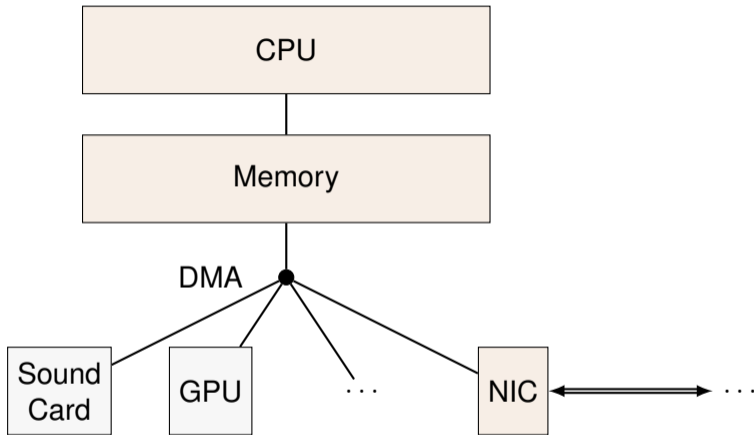 CPU
Memory
DMA
Sound
Card
GPU
. . .
NIC
. . .